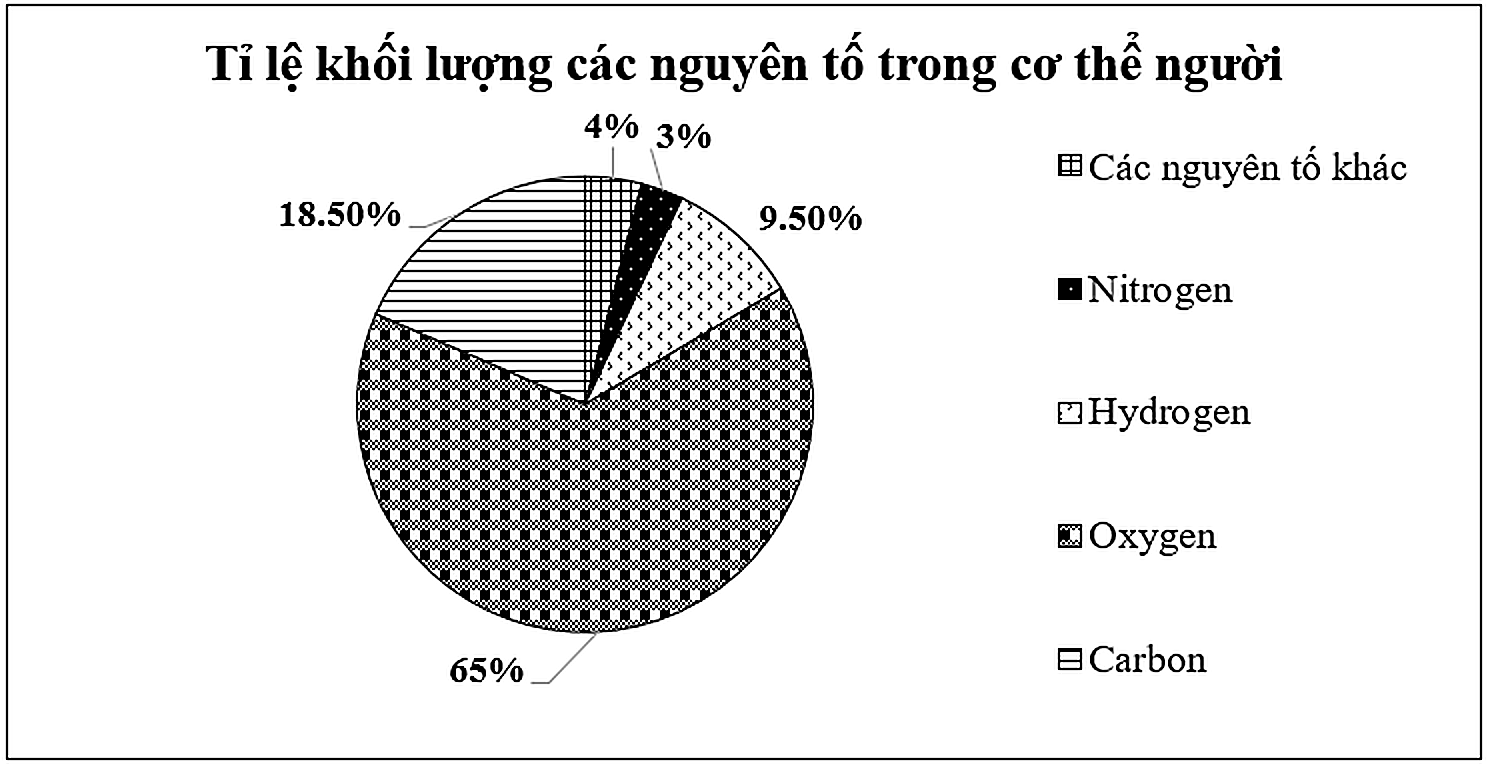 Tỉ lệ khối lượng các nguyên tố trong cơ thể người
4%
3%
18.50%
9.50%
65%
Các nguyên tố khác
Nitrogen
Hydrogen
Oxygen
Carbon